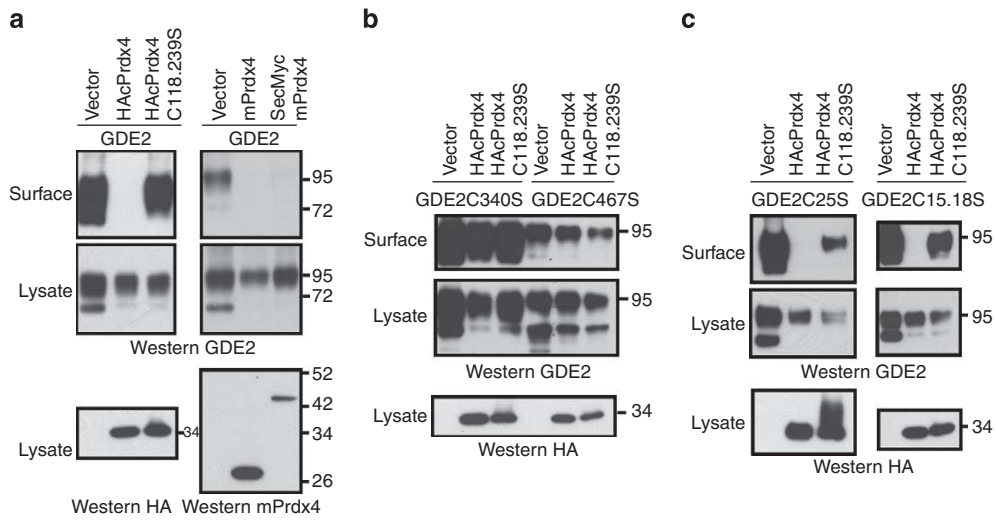 a
Vector
HAcPrdx4
HAcPrdx4
C118.239S
Vector
mPrdx4
SecMyc
mPrdx4
GDE2
GDE2
Surface
95
72
Lysate
95
72
Western GDE2
52
42
34
26
Lysate
34
Western HA
Western mPrdx4
b
Vector
HAcPrdx4
HAcPrdx4
C118.239S
Vector
HAcPrdx4
HAcPrdx4
C118.239S
GDE2C340S
GDE2C467S
Surface
95
Lysate
95
Western GDE2
Lysate
34
Western HA
c
Vector
HAcPrdx4
HAcPrdx4
C118.239S
Vector
HAcPrdx4
HAcPrdx4
C118.239S
GDE2C25S
GDE2C15.18S
Surface
95
Lysate
95
Western GDE2
Lysate
34
Western HA